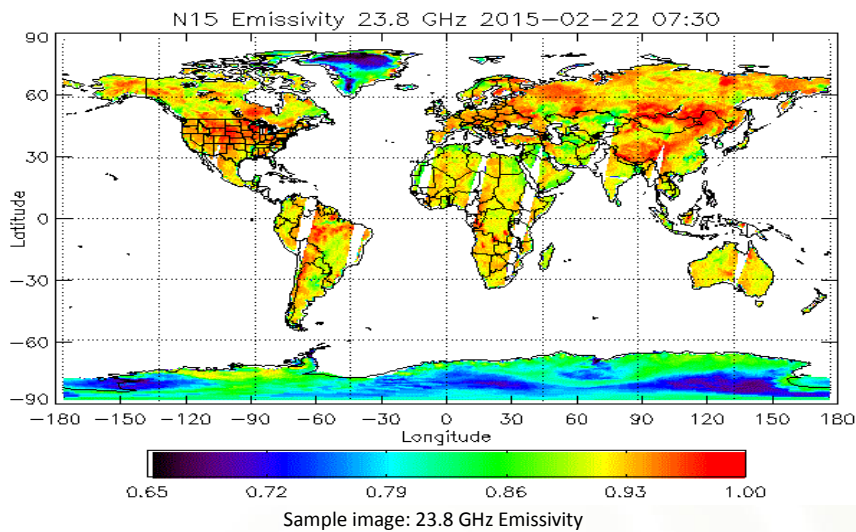 N15 Emissivity 23.8 GHz 2015−02−22 07:30
90
60
30
0
−30
−60
−90
Latitude
−180 −150 −120 −90 −60 −30 0 30 60 90 120 150 180
Longitude
0.65 0.72 0.79 0.86 0.93 1.00
Sample image: 23.8 GHz Emissivity